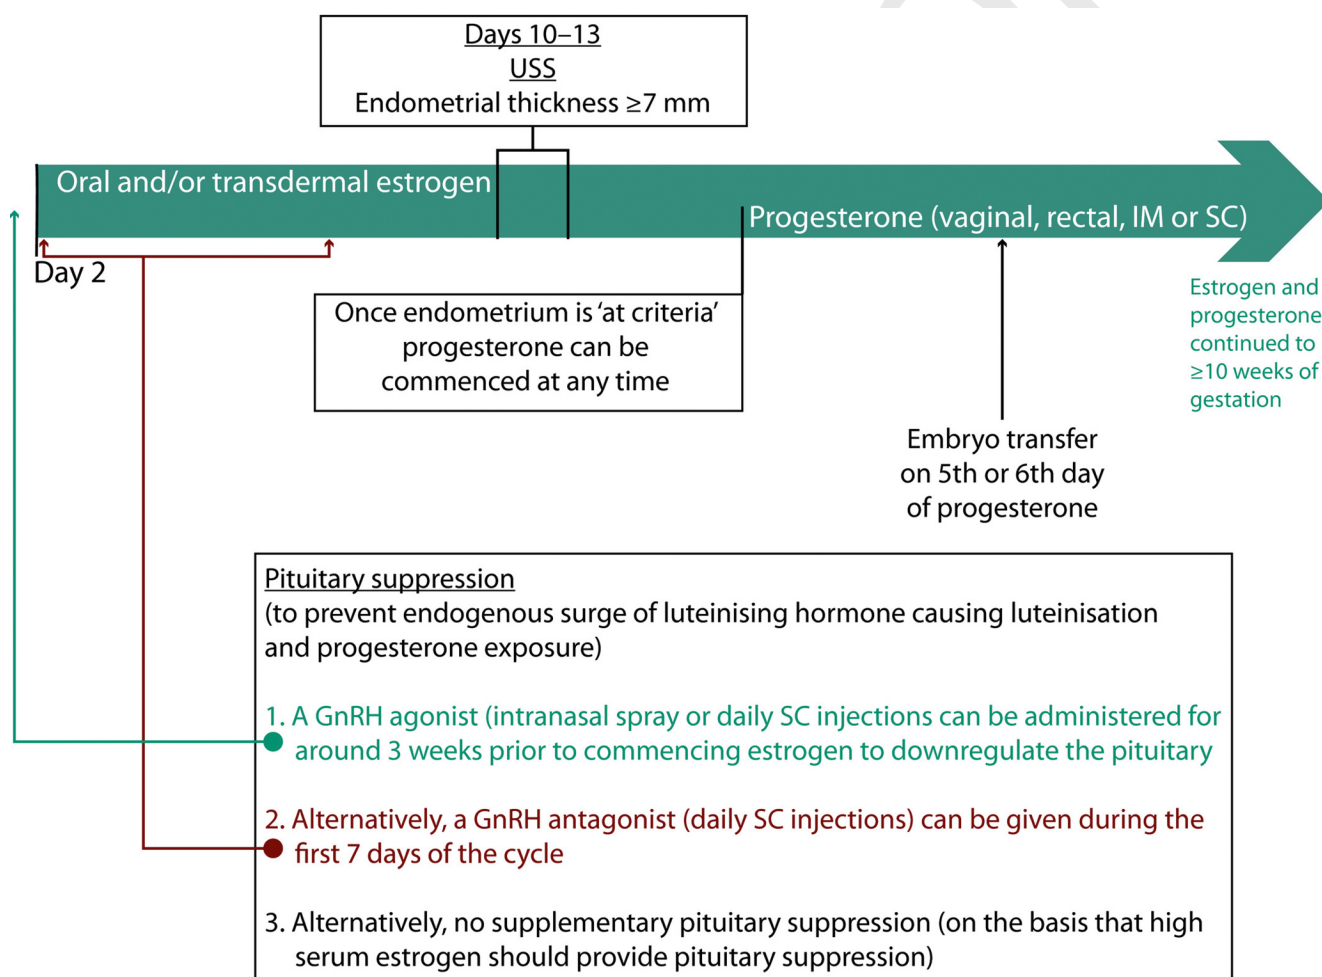 Days 10–13
USS
Endometrial thickness ≥7 mm
Oral and/or transdermal estrogen
Progesterone (vaginal, rectal, IM or SC)
Day 2
Once endometrium is ‘at criteria’
progesterone can be
commenced at any time
Estrogen and
progesterone
continued to
≥10 weeks of
gestation
Embryo transfer
on 5th or 6th day
of progesterone
Pituitary suppression
(to prevent endogenous surge of luteinising hormone causing luteinisation
and progesterone exposure)
1. A GnRH agonist (intranasal spray or daily SC injections can be administered for
around 3 weeks prior to commencing estrogen to downregulate the pituitary
2. Alternatively, a GnRH antagonist (daily SC injections) can be given during the
first 7 days of the cycle
3. Alternatively, no supplementary pituitary suppression (on the basis that high
serum estrogen should provide pituitary suppression)